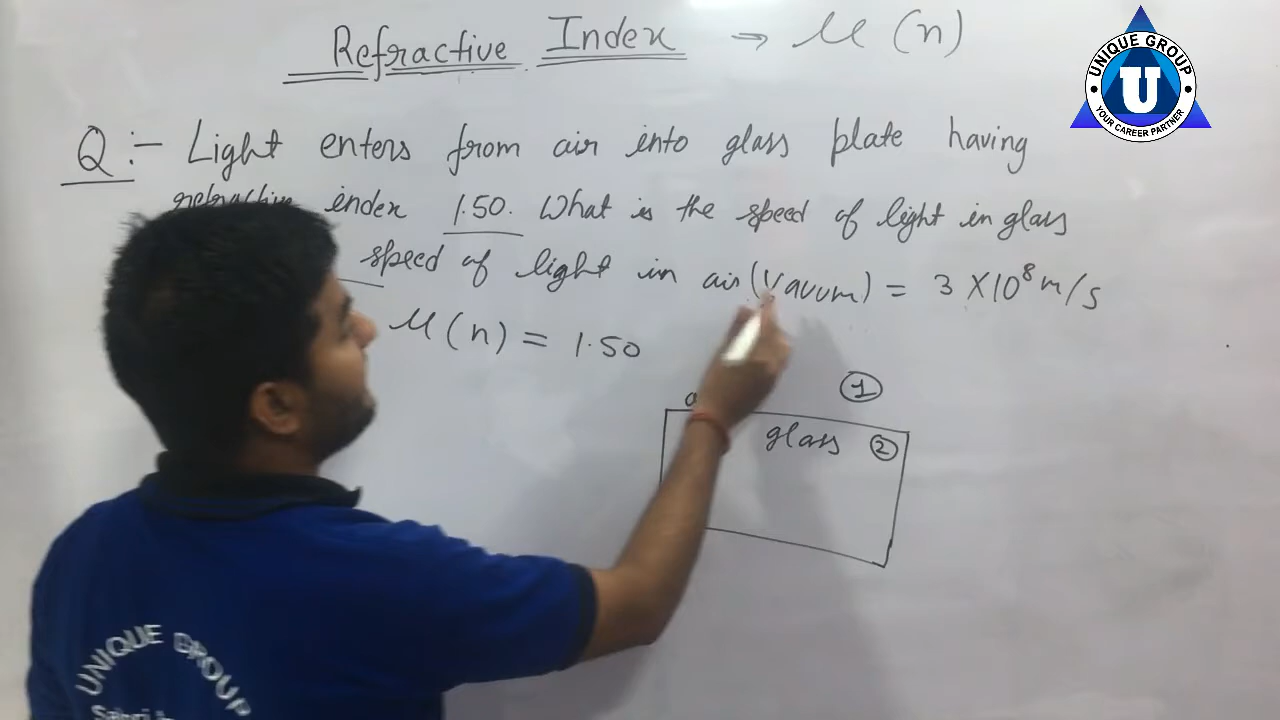 Refractive Index → μ (n)
Q:- Light enters from air into glass plate having
refractive index 1.50. What is the speed of light in glass
speed of light in air (Vauum) = 3 X 10⁸ m/s
μ (n) = 1.50
1
glass 2
UNIQUE GROUP
U
YOUR CAREER PARTNER
UNIQUE GROUP